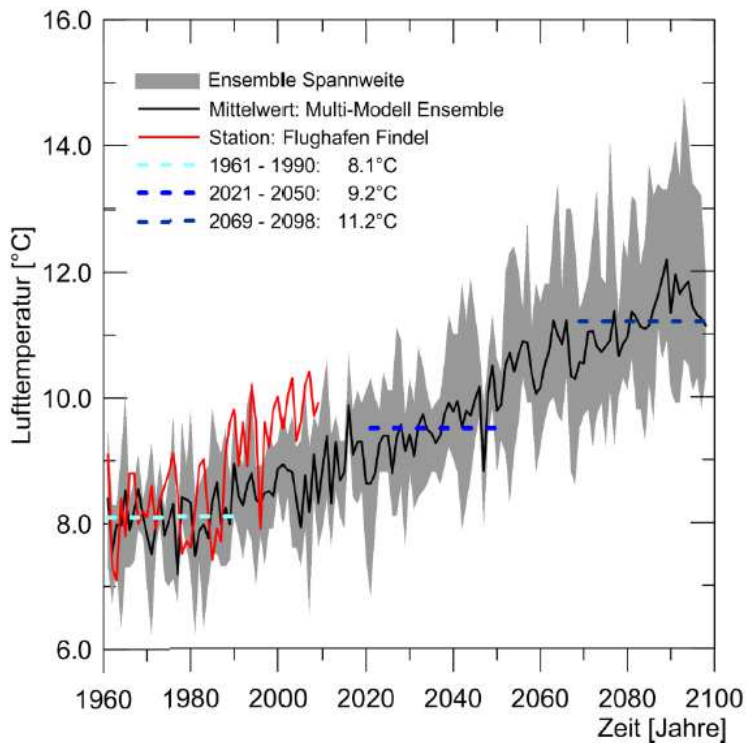 16.0
14.0
12.0
10.0
8.0
6.0
Lufttemperatur [°C]
Ensemble Spannweite
Mittelwert: Multi-Modell Ensemble
Station: Flughafen Findel
1961 - 1990: 8.1°C
2021 - 2050: 9.2°C
2069 - 2098: 11.2°C
1960 1980 2000 2020 2040 2060 2080 2100
Zeit [Jahre]